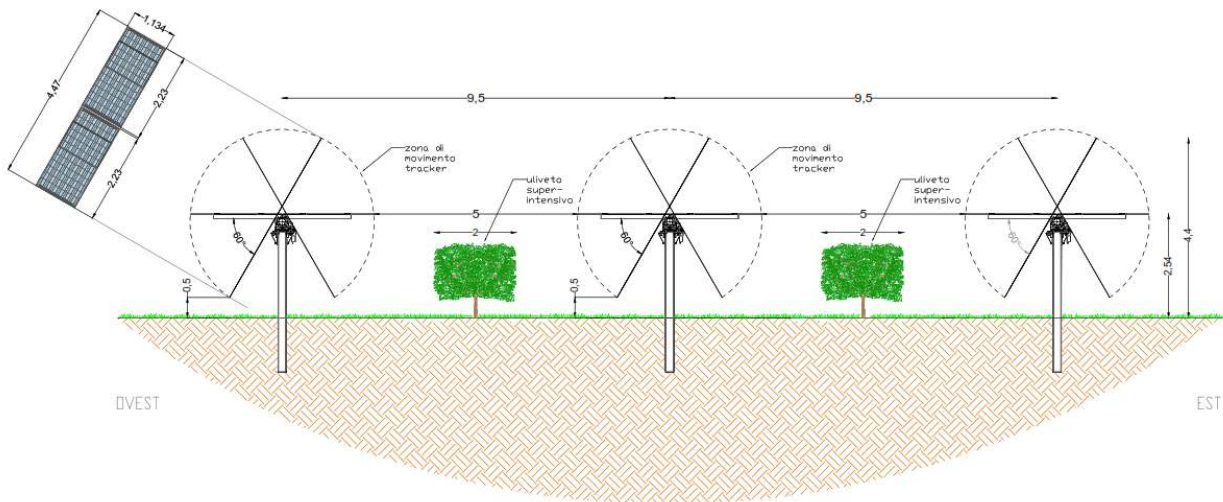 1,134
4,47
2,23
2,23
9,5
9,5
zona di
movimento
tracker
zona di
movimento
tracker
uliveto
super-
intensivo
uliveto
super-
intensivo
5
5
2
2
60°
60°
60°
0,5
0,5
2,54
4,4
OVEST
EST